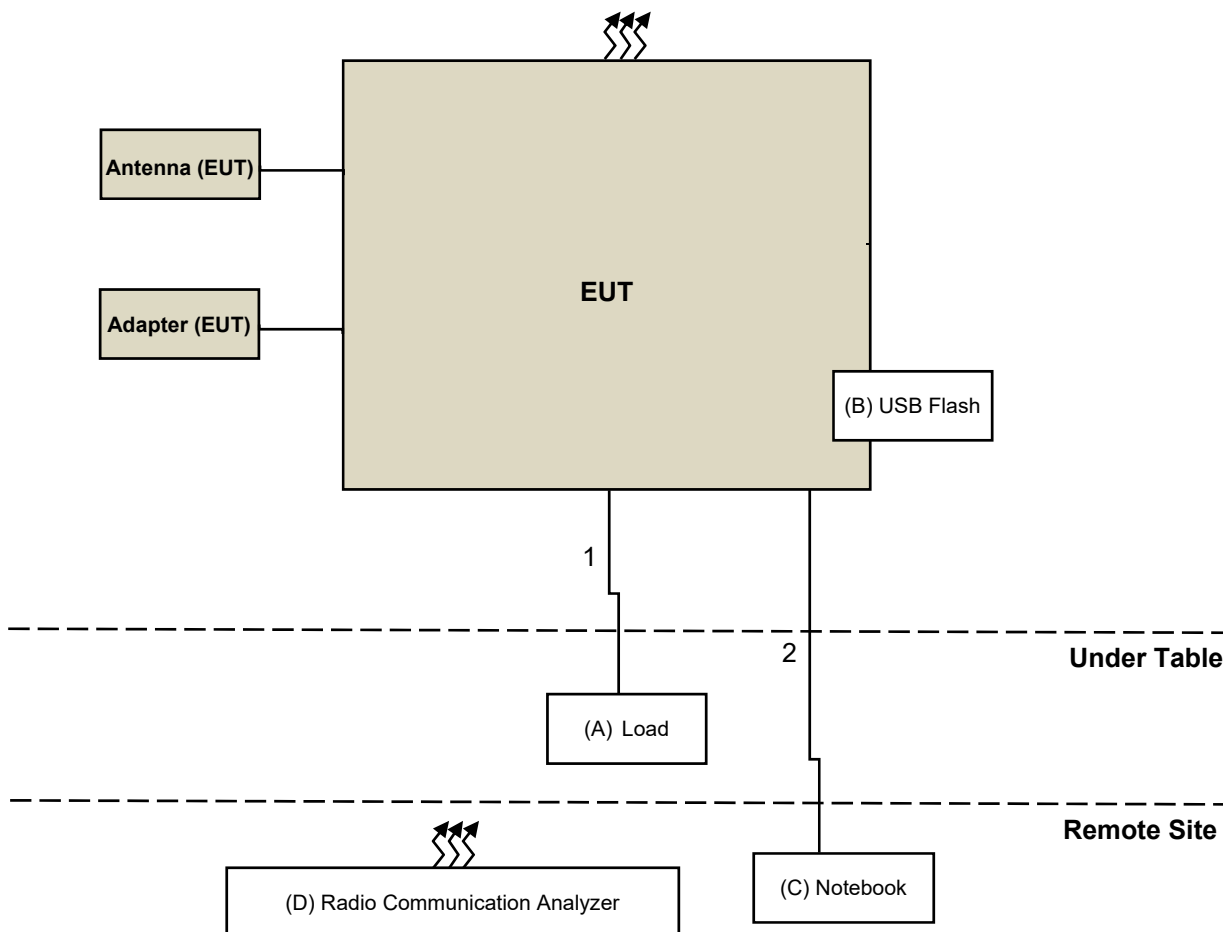 Antenna (EUT)
Adapter (EUT)
EUT
(B) USB Flash
1
2
Under Table
(A) Load
Remote Site
(D) Radio Communication Analyzer
(C) Notebook